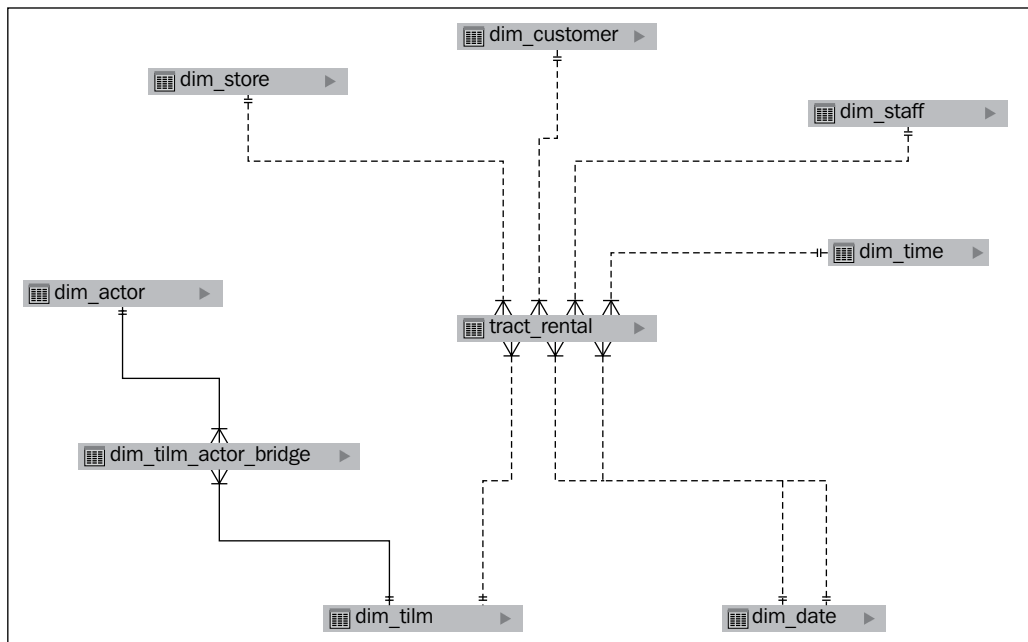 dim_customer
dim_store
dim_staff
dim_time
dim_actor
tract_rental
dim_tilm_actor_bridge
dim_tilm
dim_date